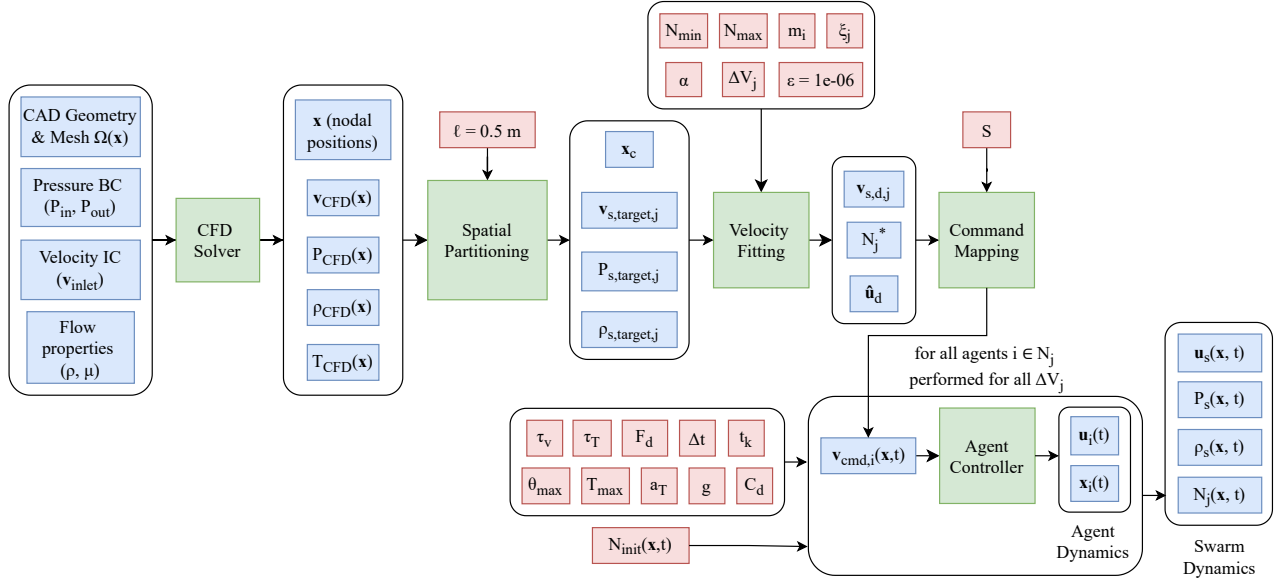 CAD Geometry
& Mesh Ω(x)
Pressure BC
(P_in, P_out)
Velocity IC
(v_inlet)
Flow
properties
(ρ, μ)
CFD
Solver
x (nodal
positions)
v_CFD(x)
P_CFD(x)
ρ_CFD(x)
T_CFD(x)
ℓ = 0.5 m
Spatial
Partitioning
x_c
v_s,target,j
P_s,target,j
ρ_s,target,j
N_min
N_max
m_i
ξ_j
α
ΔV_j
ε = 1e-06
Velocity
Fitting
v_s,d,j
N_j^*
û_d
S
Command
Mapping
for all agents i ∈ N_j
performed for all ΔV_j
τ_v
τ_T
F_d
Δt
t_k
θ_max
T_max
a_T
g
C_d
N_init(x,t)
v_cmd,i(x,t)
Agent
Controller
u_i(t)
x_i(t)
Agent
Dynamics
u_s(x, t)
P_s(x, t)
ρ_s(x, t)
N_j(x, t)
Swarm
Dynamics